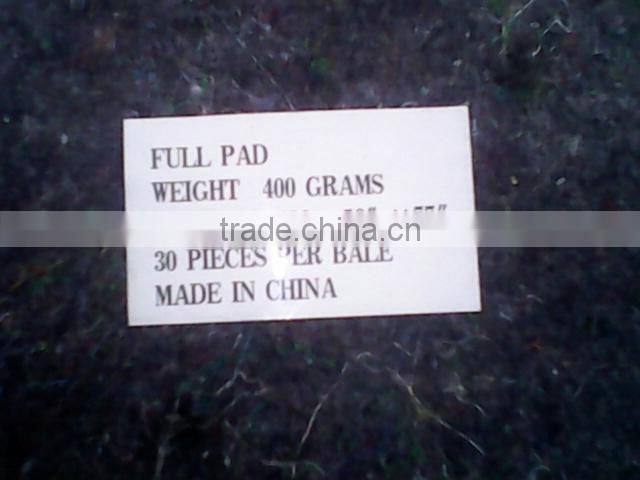 FULL PAD
WEIGHT 400 GRAMS
trade.china.cn
30 PIECES PER BALE
MADE IN CHINA